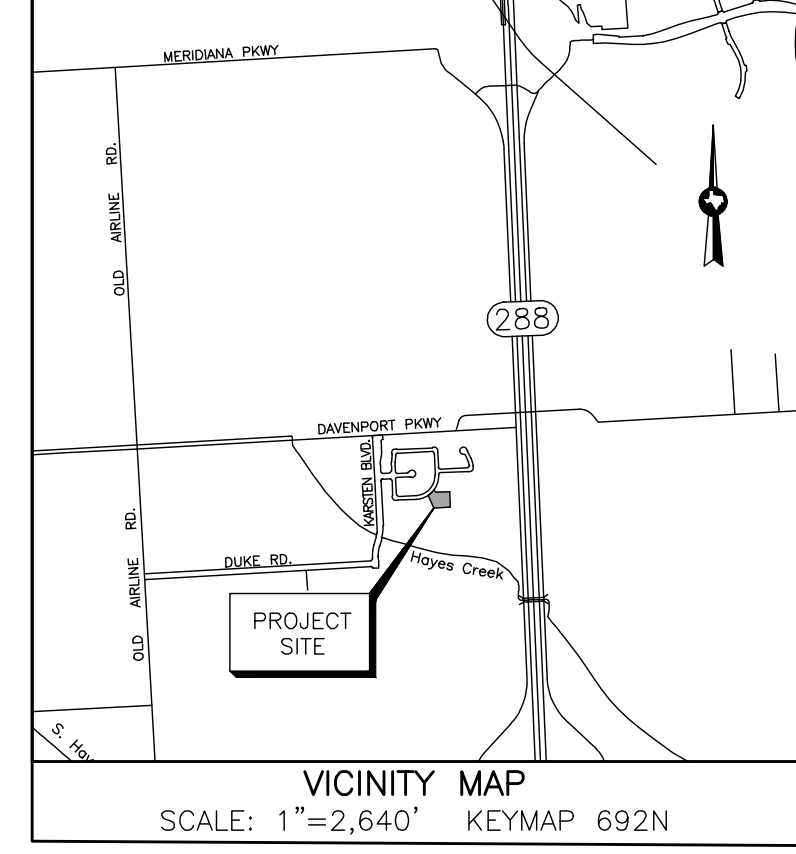 MERIDIANA PKWY
OLD AIRLINE RD.
288
DAVENPORT PKWY
KARSTEN BLVD.
OLD AIRLINE RD.
DUKE RD.
Hayes Creek
PROJECT
SITE
S. Hay
VICINITY MAP
SCALE: 1"=2,640' KEYMAP 692N